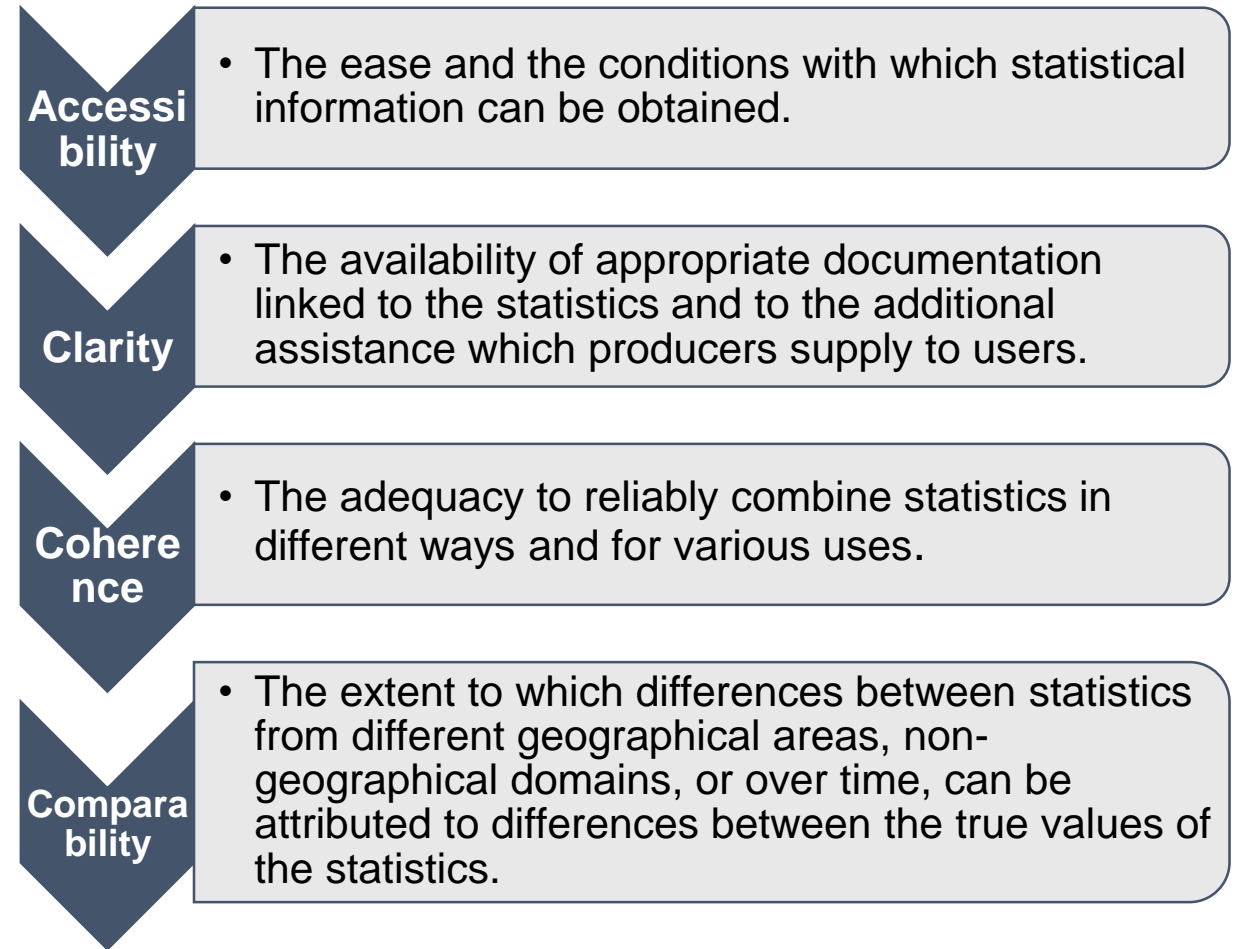 Accessi
bility
• The ease and the conditions with which statistical
information can be obtained.
Clarity
• The availability of appropriate documentation
linked to the statistics and to the additional
assistance which producers supply to users.
Cohere
nce
• The adequacy to reliably combine statistics in
different ways and for various uses.
Compara
bility
• The extent to which differences between statistics
from different geographical areas, non-
geographical domains, or over time, can be
attributed to differences between the true values of
the statistics.